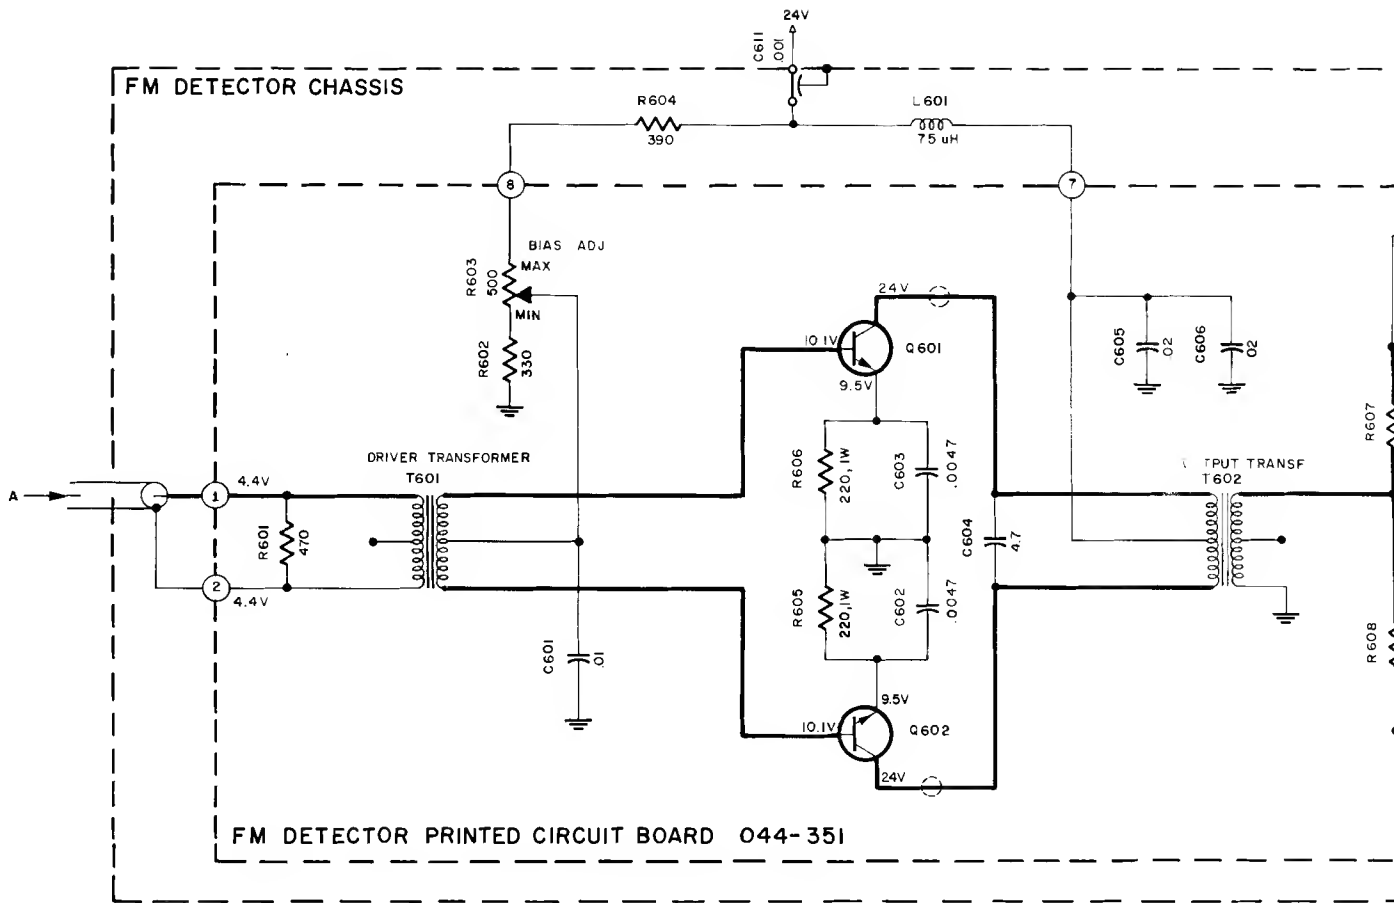 24V
C611
.001
FM DETECTOR CHASSIS
R604
390
L601
75 uH
8
7
BIAS ADJ
MAX
MIN
R603
500
R602
330
24V
10.1V
Q601
9.5V
C605
.02
C606
.02
R607
DRIVER TRANSFORMER
T601
R606
220, 1W
C603
.0047
TPUT TRANSF
T602
A
1
4.4V
R601
470
C604
4.7
2
4.4V
R605
220, 1W
C602
.0047
C601
.01
R608
9.5V
10.1V
Q602
24V
FM DETECTOR PRINTED CIRCUIT BOARD 044-351